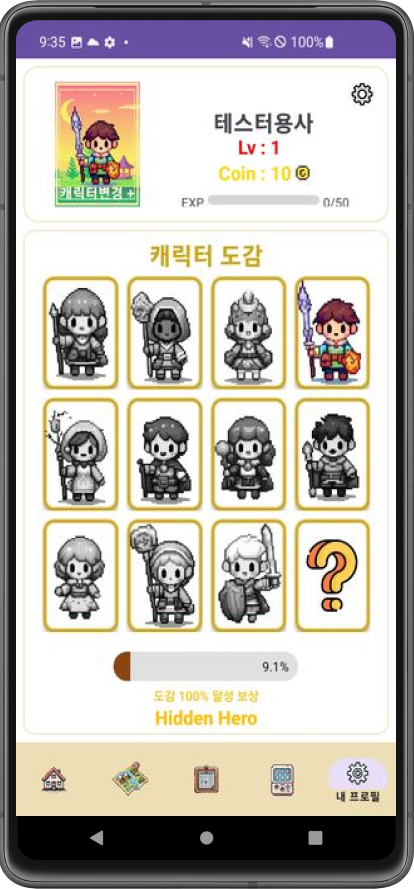 9:35
100%
테스터용사
Lv : 1
Coin : 10
캐릭터변경 +
EXP 0/50
캐릭터 도감
?
9.1%
도감 100% 달성 보상
Hidden Hero
내 프로필